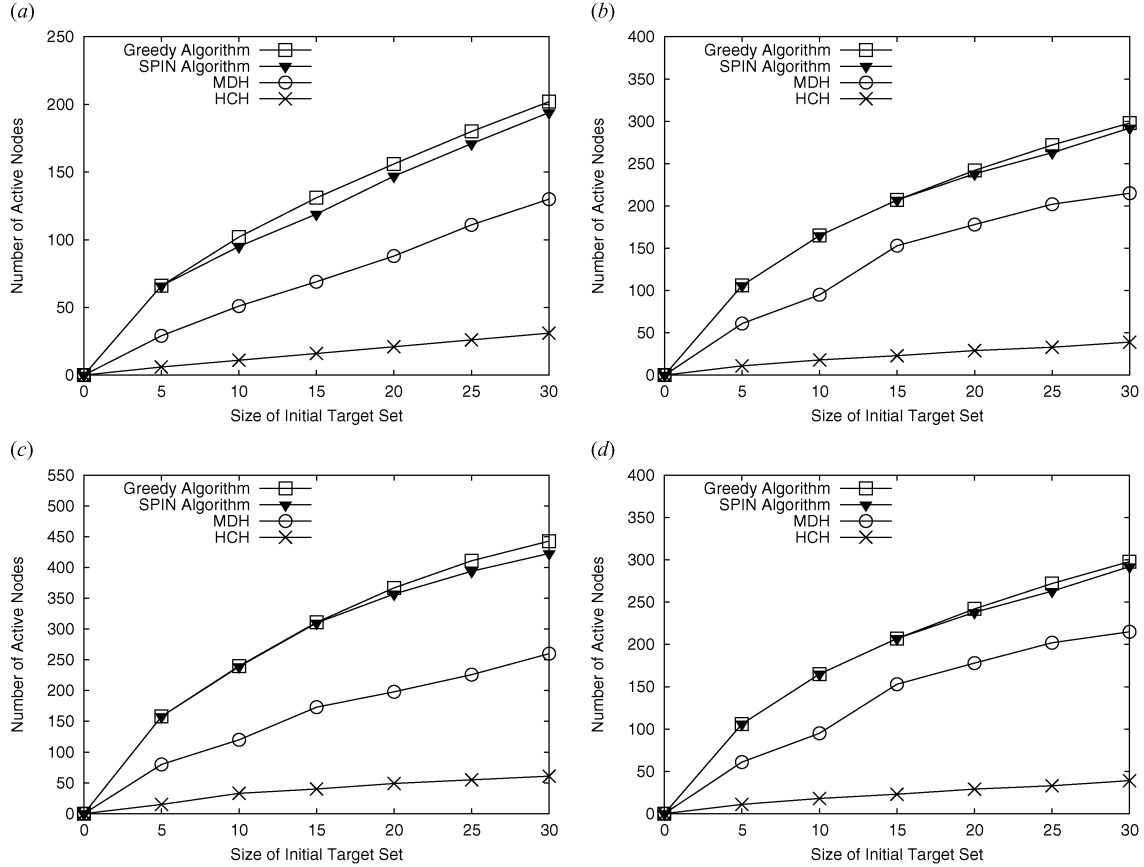 (a)
250
200
150
100
50
0
Number of Active Nodes
Greedy Algorithm
SPIN Algorithm
MDH
HCH
0 5 10 15 20 25 30
Size of Initial Target Set
(b)
400
350
300
250
200
150
100
50
0
Number of Active Nodes
Greedy Algorithm
SPIN Algorithm
MDH
HCH
0 5 10 15 20 25 30
Size of Initial Target Set
(c)
550
500
450
400
350
300
250
200
150
100
50
0
Number of Active Nodes
Greedy Algorithm
SPIN Algorithm
MDH
HCH
0 5 10 15 20 25 30
Size of Initial Target Set
(d)
400
350
300
250
200
150
100
50
0
Number of Active Nodes
Greedy Algorithm
SPIN Algorithm
MDH
HCH
0 5 10 15 20 25 30
Size of Initial Target Set